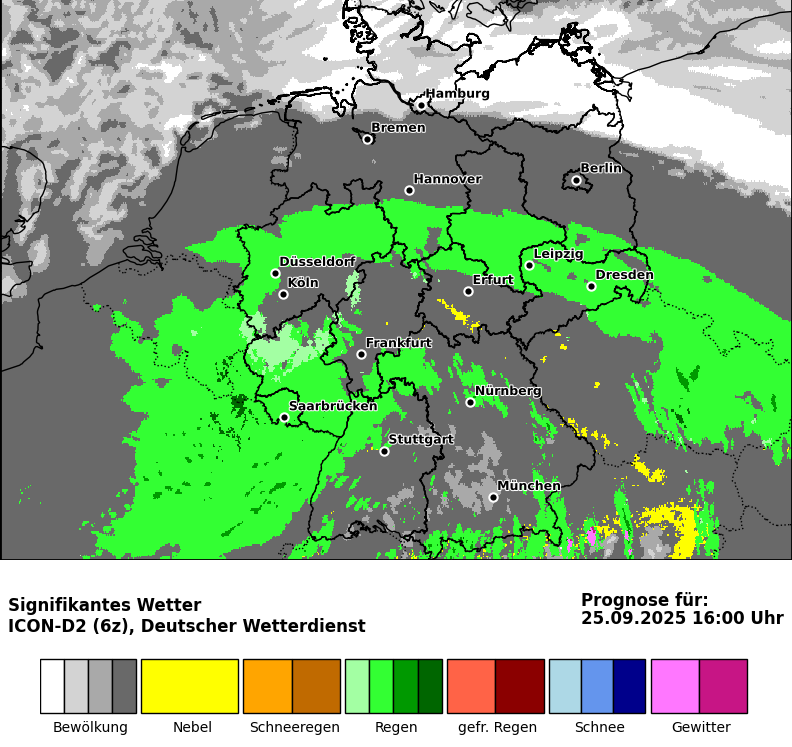 Hamburg
Bremen
Berlin
Hannover
Leipzig
Düsseldorf
Dresden
Köln
Erfurt
Frankfurt
Nürnberg
Saarbrücken
Stuttgart
München
Signifikantes Wetter
ICON-D2 (6z), Deutscher Wetterdienst
Prognose für:
25.09.2025 16:00 Uhr
Bewölkung Nebel Schneeregen Regen gefr. Regen Schnee Gewitter